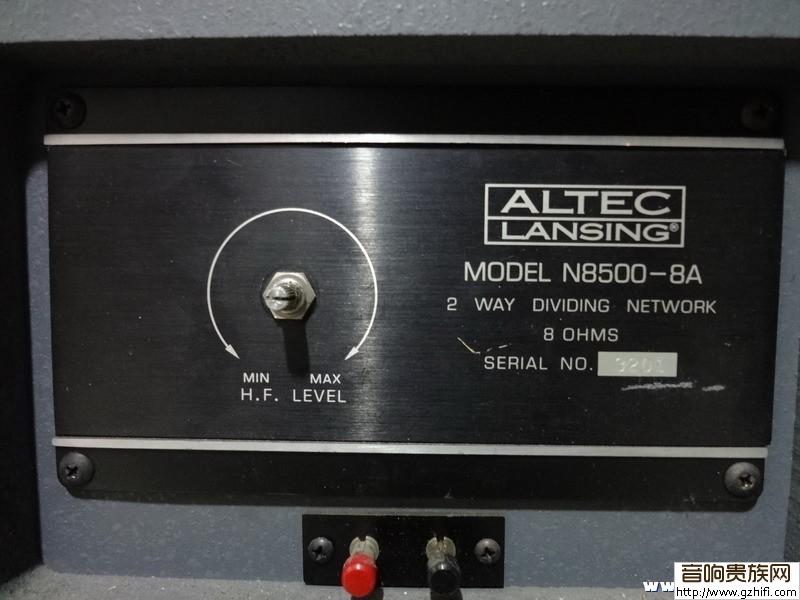 ALTEC
LANSING®
MODEL N8500-8A
2 WAY DIVIDING NETWORK
8 OHMS
SERIAL NO. 3201
MIN MAX
H.F. LEVEL
音响贵族网
http://www.gzhifi.com